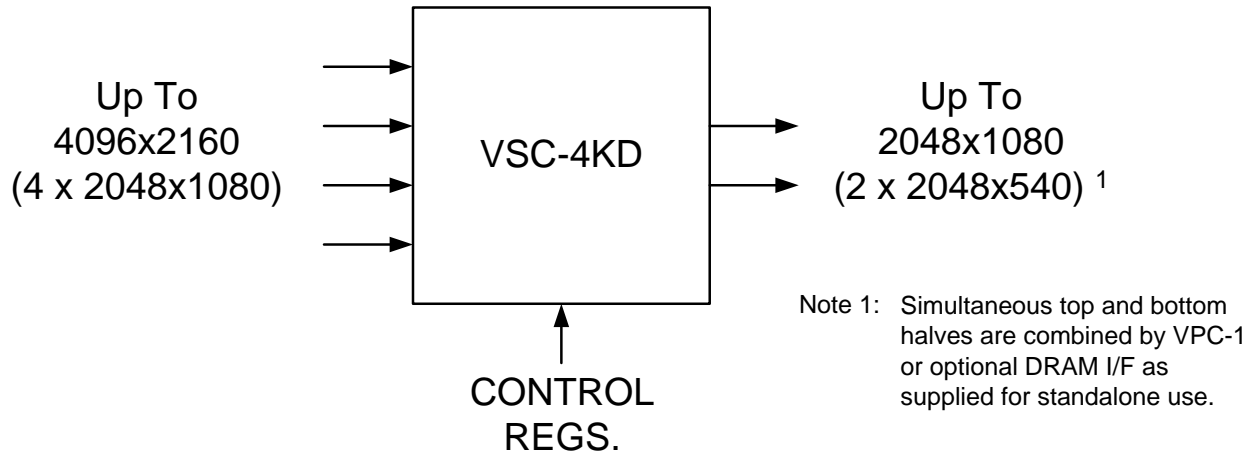 Up To
4096x2160
(4 x 2048x1080)
VSC-4KD
Up To
2048x1080
(2 x 2048x540) 1
CONTROL
REGS.
Note 1: Simultaneous top and bottom
halves are combined by VPC-1
or optional DRAM I/F as
supplied for standalone use.